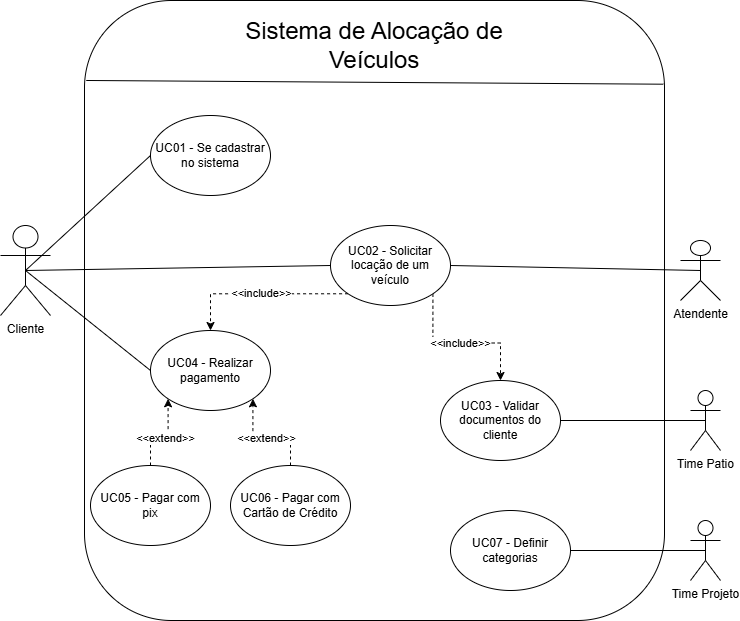 Sistema de Alocação de
Veículos
UC01 - Se cadastrar
no sistema
UC02 - Solicitar
locação de um
veículo
Cliente
Atendente
<<include>>
<<include>>
UC04 - Realizar
pagamento
UC03 - Validar
documentos do
cliente
Time Patio
<<extend>>
<<extend>>
UC05 - Pagar com
pix
UC06 - Pagar com
Cartão de Crédito
UC07 - Definir
categorias
Time Projeto